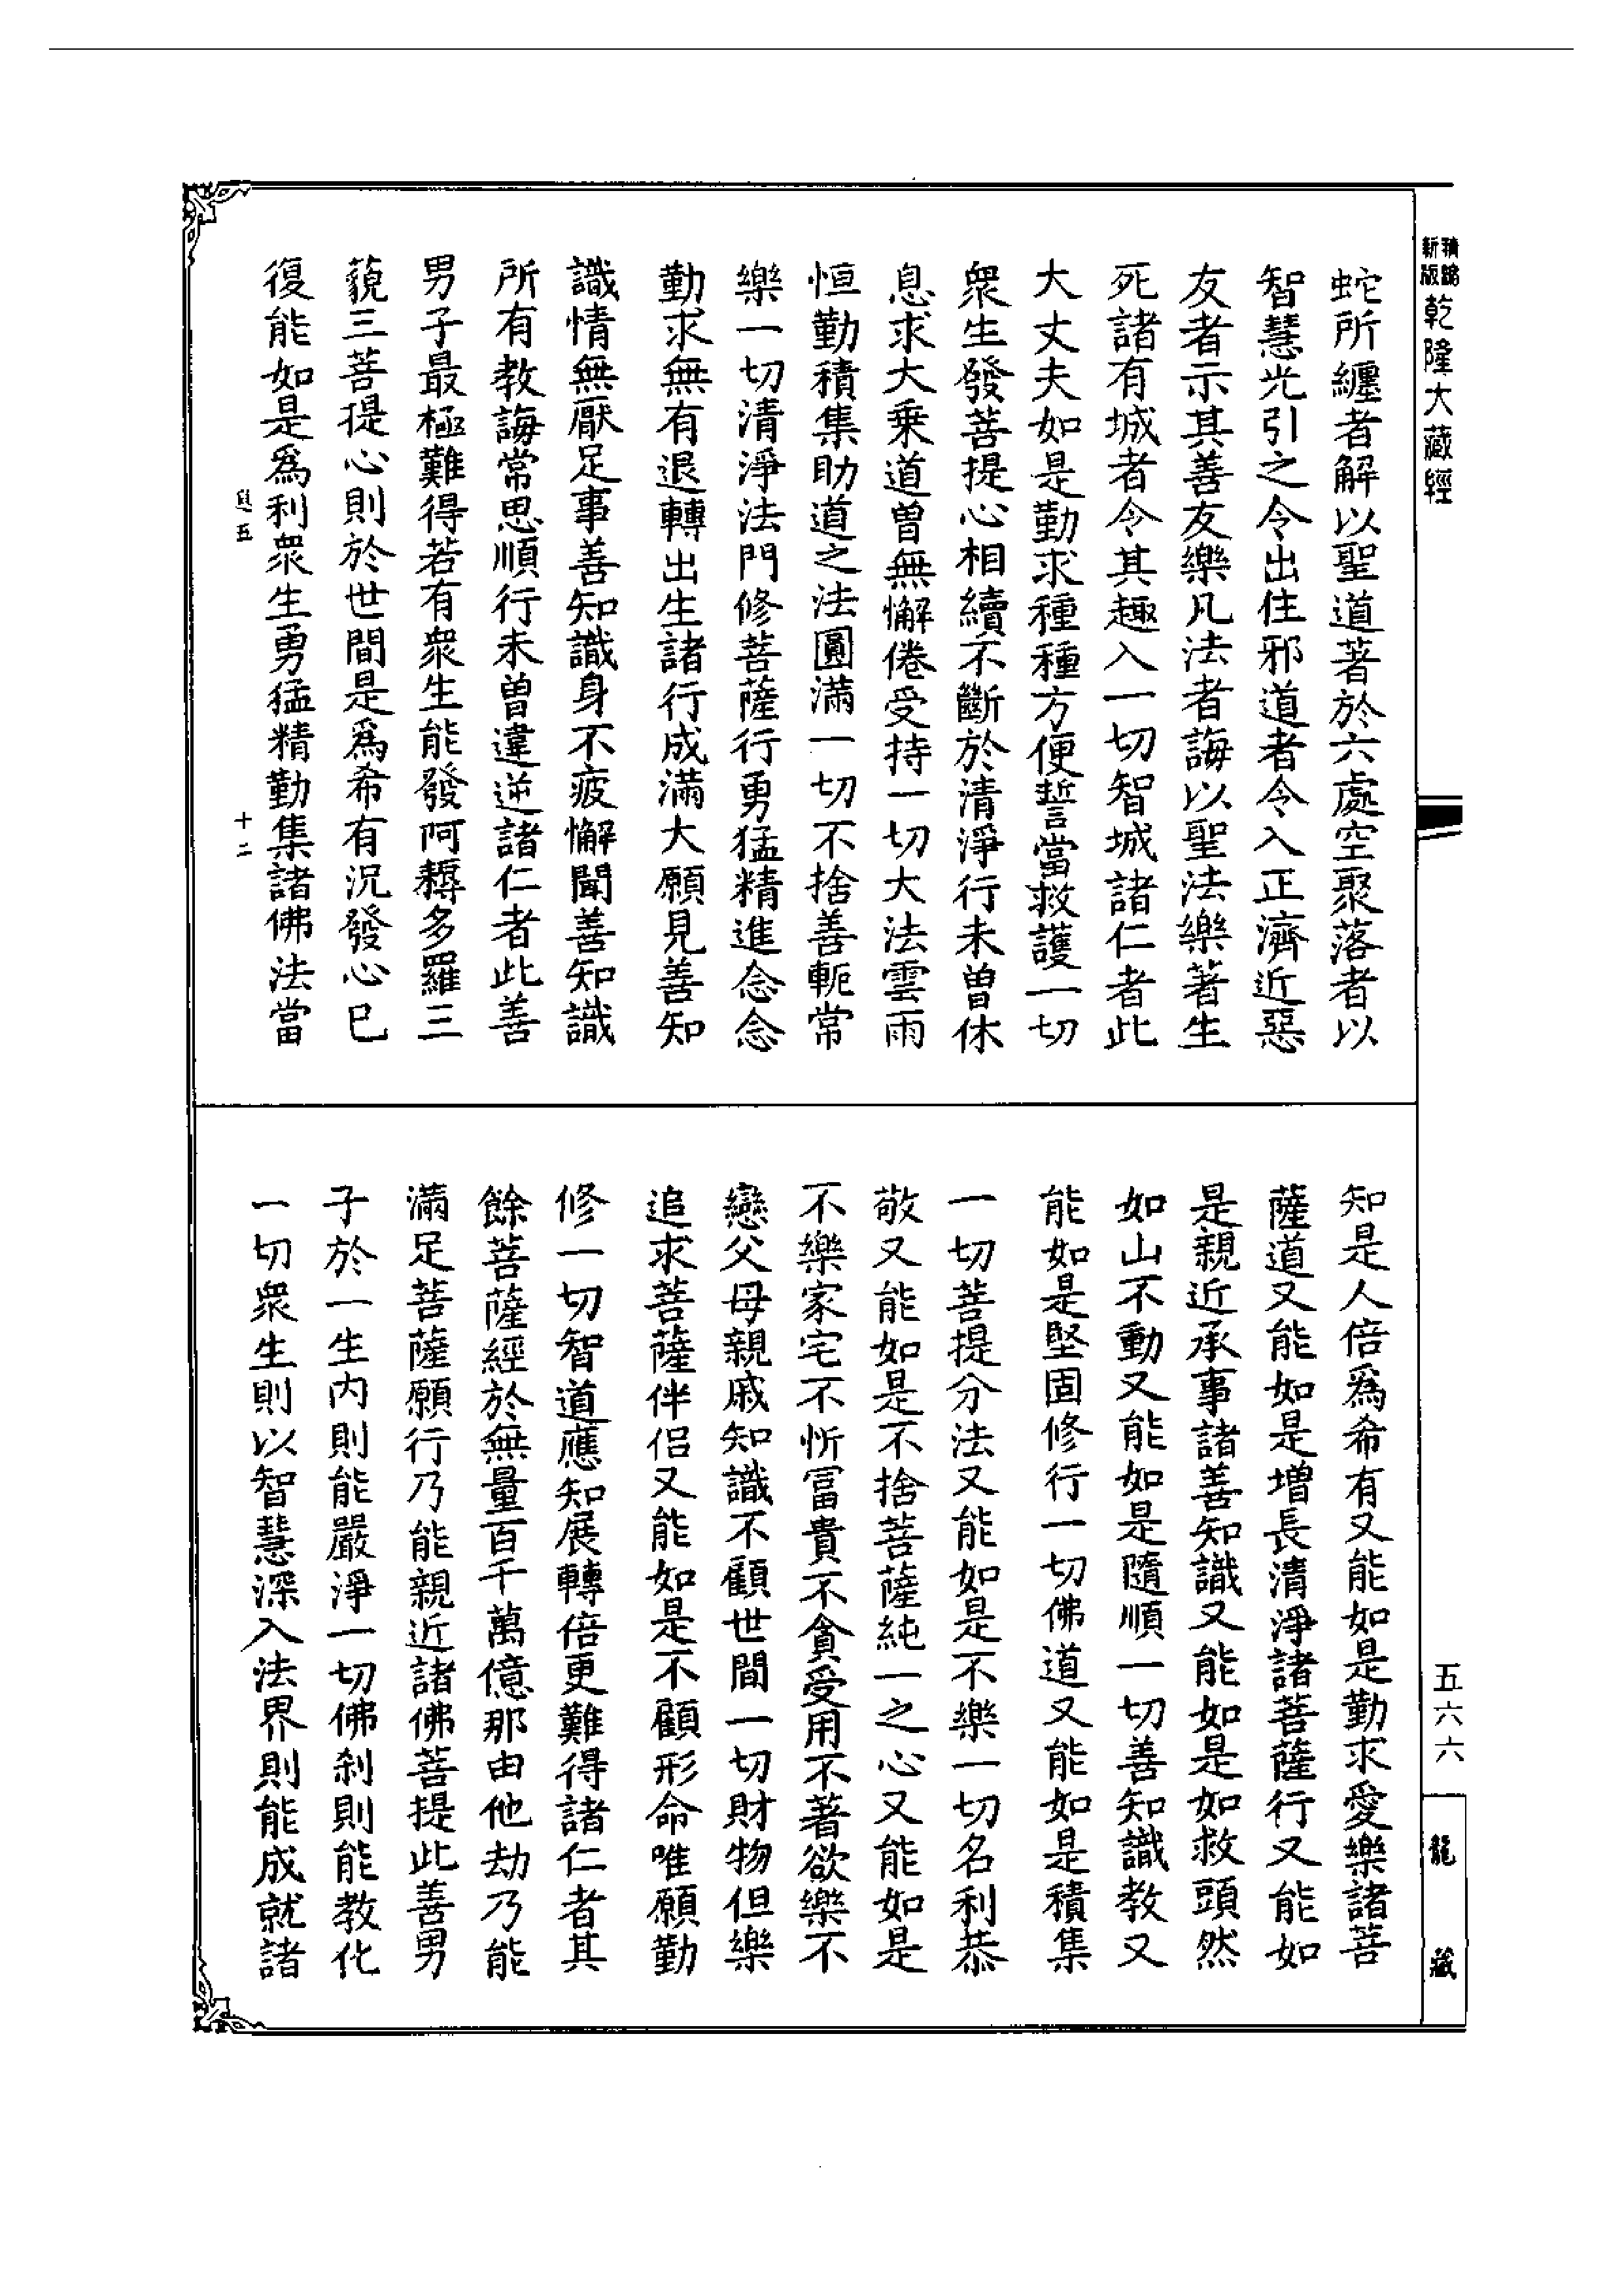 新版
精編
乾隆大藏經
蛇所纏者解以聖道著於六處空聚落者以
智慧光引之令出住邪道者令入正濟近惡
友者示其善友樂凡法者誨以聖法樂著生
死諸有城者令其趣入一切智城諸仁者此
大丈夫如是勤求種種方便誓當救護一切
衆生發菩提心相續不斷於清淨行未曾休
息求大乗道曾無懈倦受持一切大法雲雨
恒勤積集助道之法圓滿一切不捨善軛常
樂一切清淨法門修菩薩行勇猛精進念念
勤求無有退轉出生諸行成滿大願見善知
識情無厭足事善知識身不疲懈聞善知識
所有教誨常思順行未曾違逆諸仁者此善
男子最極難得若有衆生能發阿耨多羅三
藐三菩提心則於世間是爲希有況發心已
復能如是爲利衆生勇猛精勤集諸佛法當
五
十二
知是人倍爲希有又能如是勤求愛樂諸菩
薩道又能如是增長清淨諸菩薩行又能如
是親近承事諸善知識又能如是如救頭然
如山不動又能如是隨順一切善知識教又
能如是堅固修行一切佛道又能如是積集
一切菩提分法又能如是不樂一切名利恭
敬又能如是不捨菩薩純一之心又能如是
不樂家宅不忻冨貴不貪受用不著欲樂不
戀父母親戚知識不顧世間一切財物但樂
追求菩薩伴侣又能如是不顧形命唯願勤
修一切智道應知展轉倍更難得諸仁者其
餘菩薩經於無量百千萬億那由他劫乃能
滿足菩薩願行乃能親近諸佛菩提此善男
子於一生内則能嚴淨一切佛刹則能教化
一切衆生則以智慧深入法界則能成就諸
五六六
龍藏